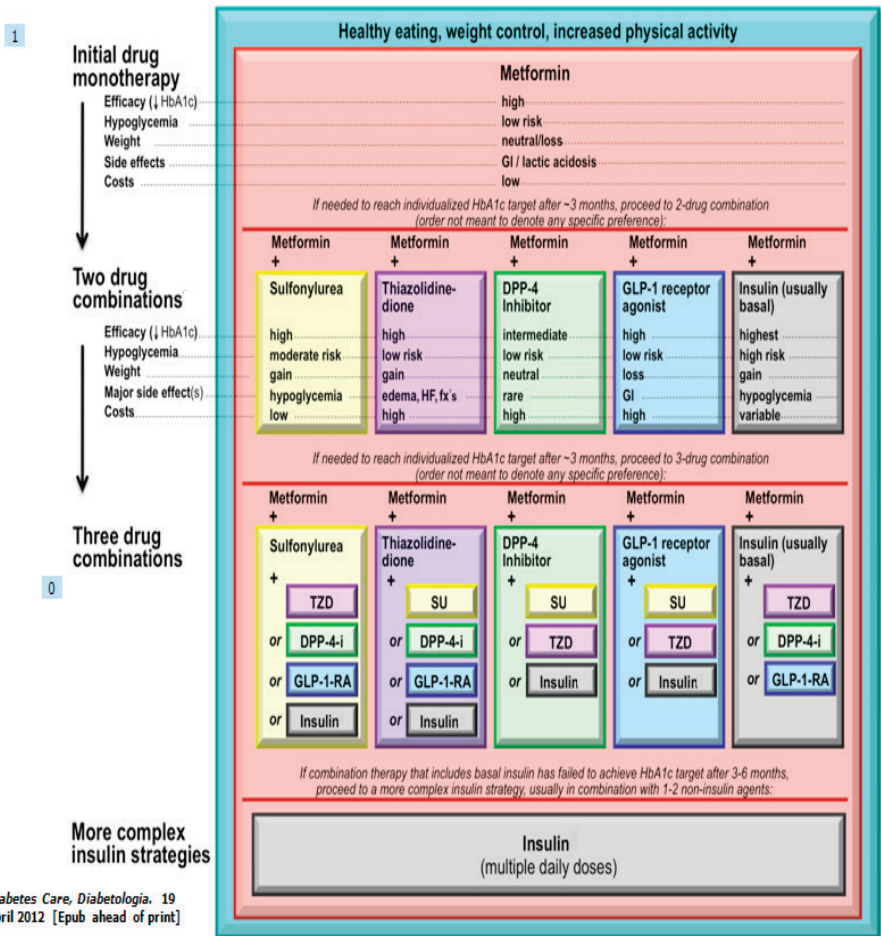 1
Healthy eating, weight control, increased physical activity
Initial drug
monotherapy
Metformin
Efficacy (↓HbA1c) high
Hypoglycemia low risk
Weight neutral/loss
Side effects GI / lactic acidosis
Costs low
If needed to reach individualized HbA1c target after ~3 months, proceed to 2-drug combination
(order not meant to denote any specific preference):
Metformin Metformin Metformin Metformin Metformin
+ + + + +
Two drug
combinations
Sulfonylurea Thiazolidine- DPP-4 GLP-1 receptor Insulin (usually
dione Inhibitor agonist basal)
Efficacy (↓HbA1c) high high intermediate high highest
Hypoglycemia moderate risk low risk low risk low risk high risk
Weight gain gain neutral loss gain
Major side effect(s) hypoglycemia edema, HF, fx's rare GI hypoglycemia
Costs low high high high variable
If needed to reach individualized HbA1c target after ~3 months, proceed to 3-drug combination
(order not meant to denote any specific preference):
Metformin Metformin Metformin Metformin Metformin
+ + + + +
Three drug
combinations
Sulfonylurea Thiazolidine- DPP-4 GLP-1 receptor Insulin (usually
dione Inhibitor agonist basal)
+ + + + +
0
TZD SU SU SU TZD
or DPP-4-i or DPP-4-i or TZD or TZD or DPP-4-i
or GLP-1-RA or GLP-1-RA or Insulin or Insulin or GLP-1-RA
or Insulin or Insulin
If combination therapy that includes basal insulin has failed to achieve HbA1c target after 3-6 months,
proceed to a more complex insulin strategy, usually in combination with 1-2 non-insulin agents:
More complex
insulin strategies
Insulin
(multiple daily doses)
abetes Care, Diabetologia. 19
pril 2012 [Epub ahead of print]